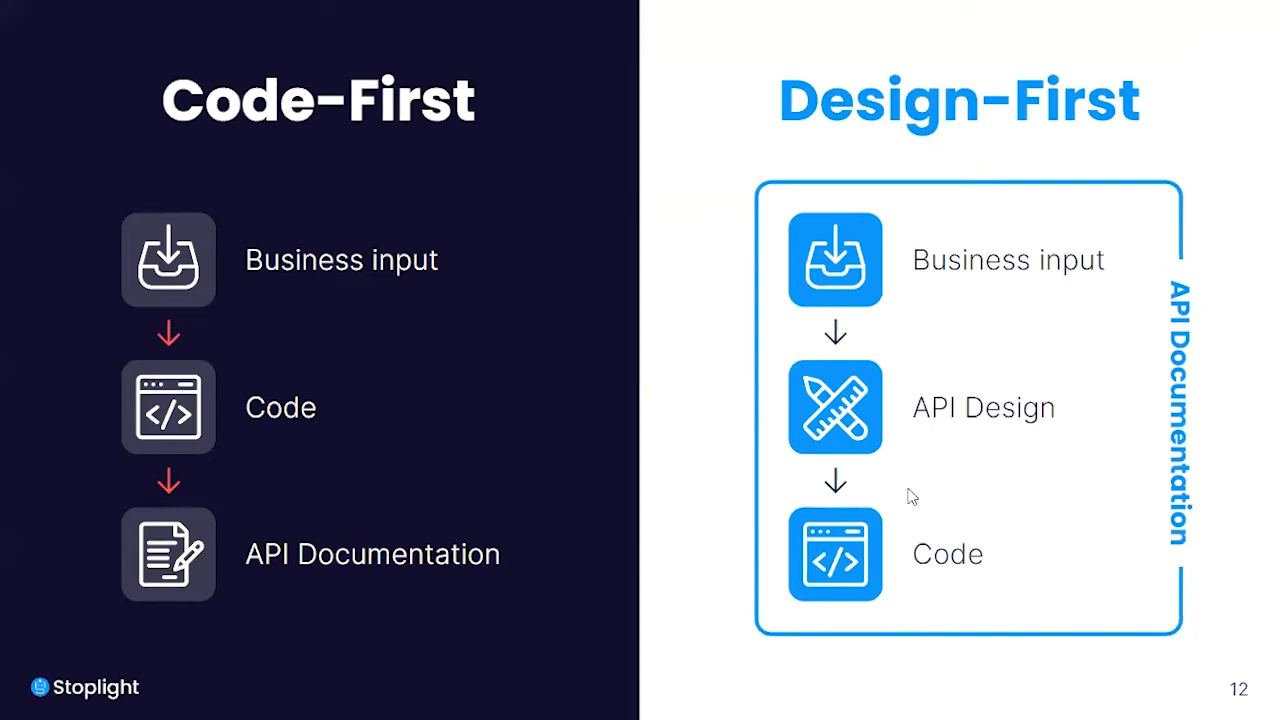 Code-First
Business input
Code
API Documentation
Stoplight
Design-First
Business input
API Design
Code
API Documentation
12